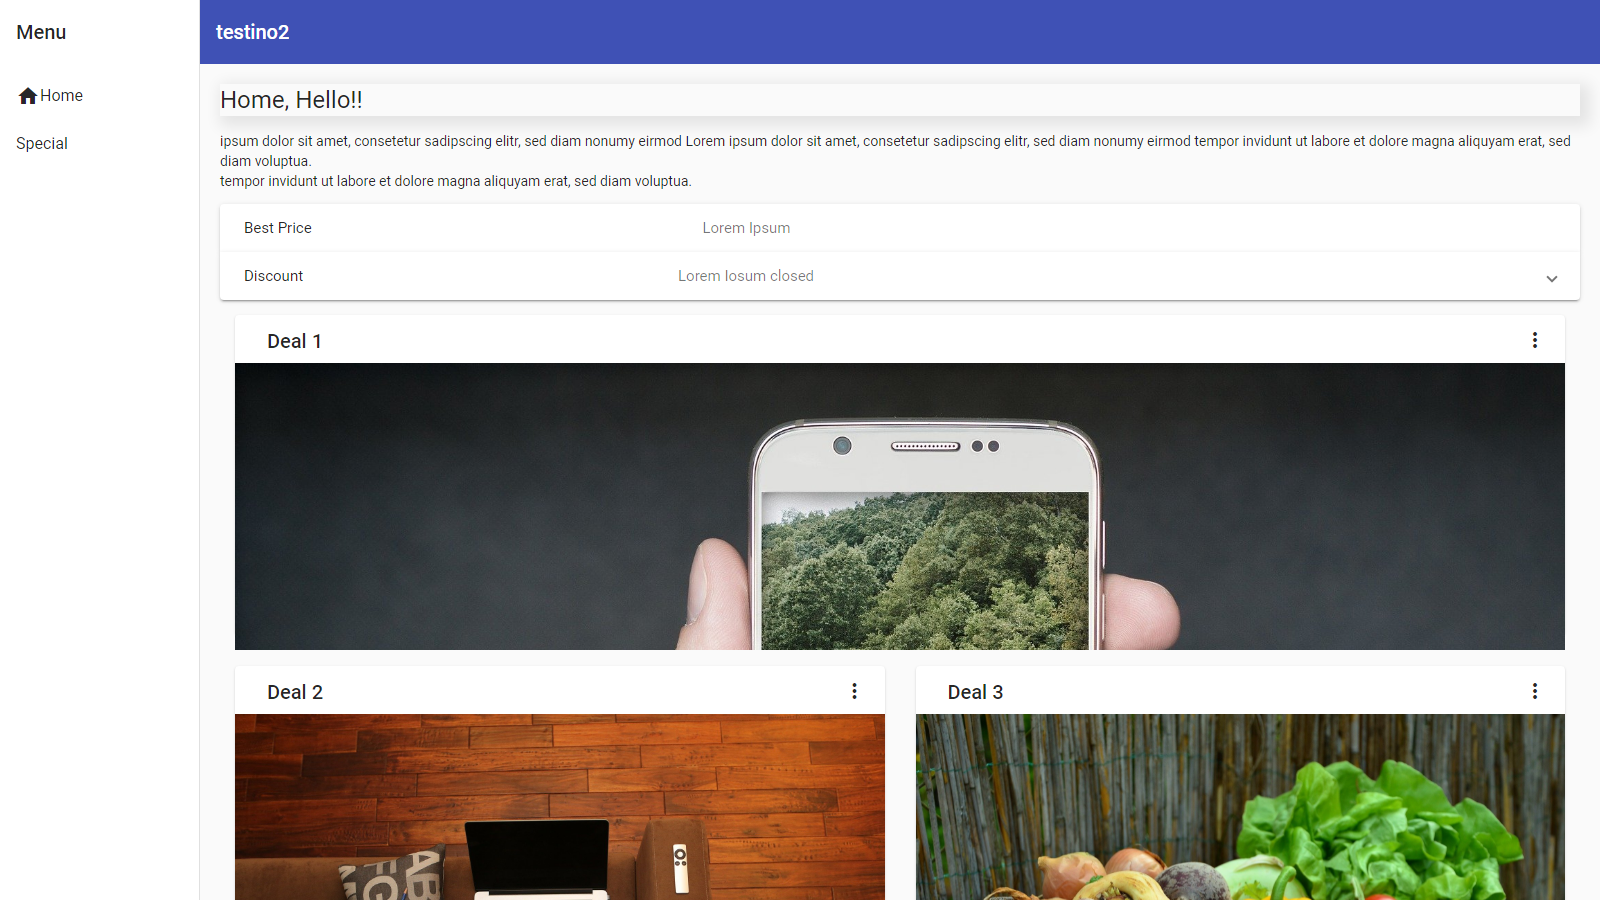 Menu
testino2
Home
Special
Home, Hello!!
ipsum dolor sit amet, consetetur sadipscing elitr, sed diam nonumy eirmod Lorem ipsum dolor sit amet, consetetur sadipscing elitr, sed diam nonumy eirmod tempor invidunt ut labore et dolore magna aliquyam erat, sed
diam voluptua.
tempor invidunt ut labore et dolore magna aliquyam erat, sed diam voluptua.
Best Price Lorem Ipsum
Discount Lorem Iosum closed
Deal 1
Deal 2
Deal 3